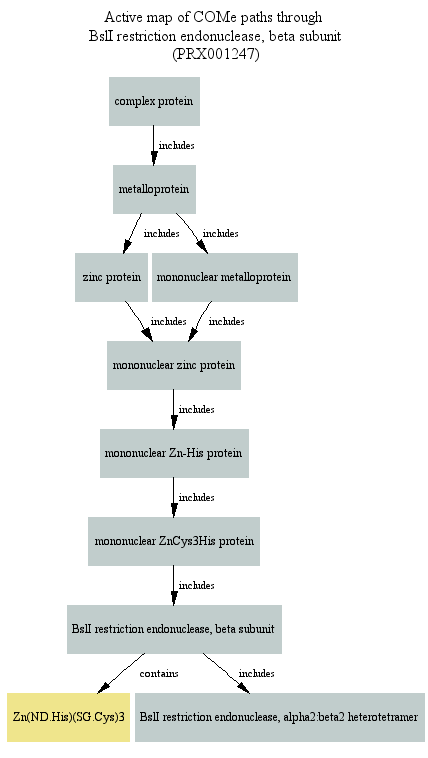 Active map of COMe paths through
BslI restriction endonuclease, beta subunit
(PRX001247)
complex protein
includes
metalloprotein
includes
includes
zinc protein
mononuclear metalloprotein
includes
includes
mononuclear zinc protein
includes
mononuclear Zn-His protein
includes
mononuclear ZnCys3His protein
includes
BslI restriction endonuclease, beta subunit
contains
includes
Zn(ND.His)(SG.Cys)3
BslI restriction endonuclease, alpha2:beta2 heterotetramer